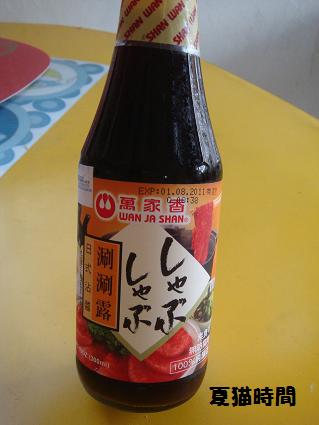 WAN JA SHAN
EXP:01.08.2011
萬家香
WAN JA SHAN®
涮涮露
日式沾醬
しゃぶ
しゃぶ
(300ml)
100%
夏猫時間